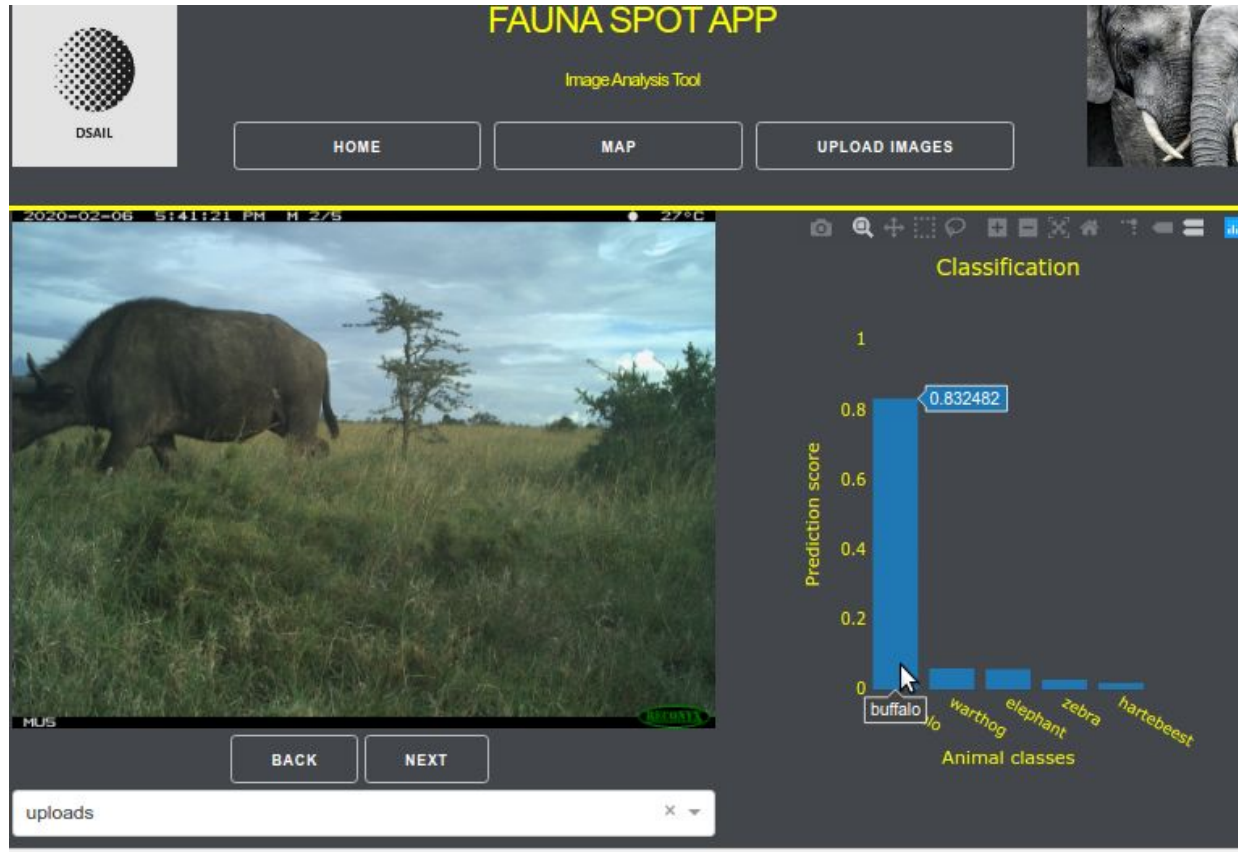 FAUNA SPOT APP
Image Analysis Tool
DSAIL
HOME
MAP
UPLOAD IMAGES
2020-02-06 5:41:21 PM M 2/5 27°C
Classification
1
0.832482
0.8
0.6
0.4
0.2
0
Prediction score
buffalo
lo
warthog
elephant
zebra
hartebeest
Animal classes
MUS
RECONYX
BACK
NEXT
uploads